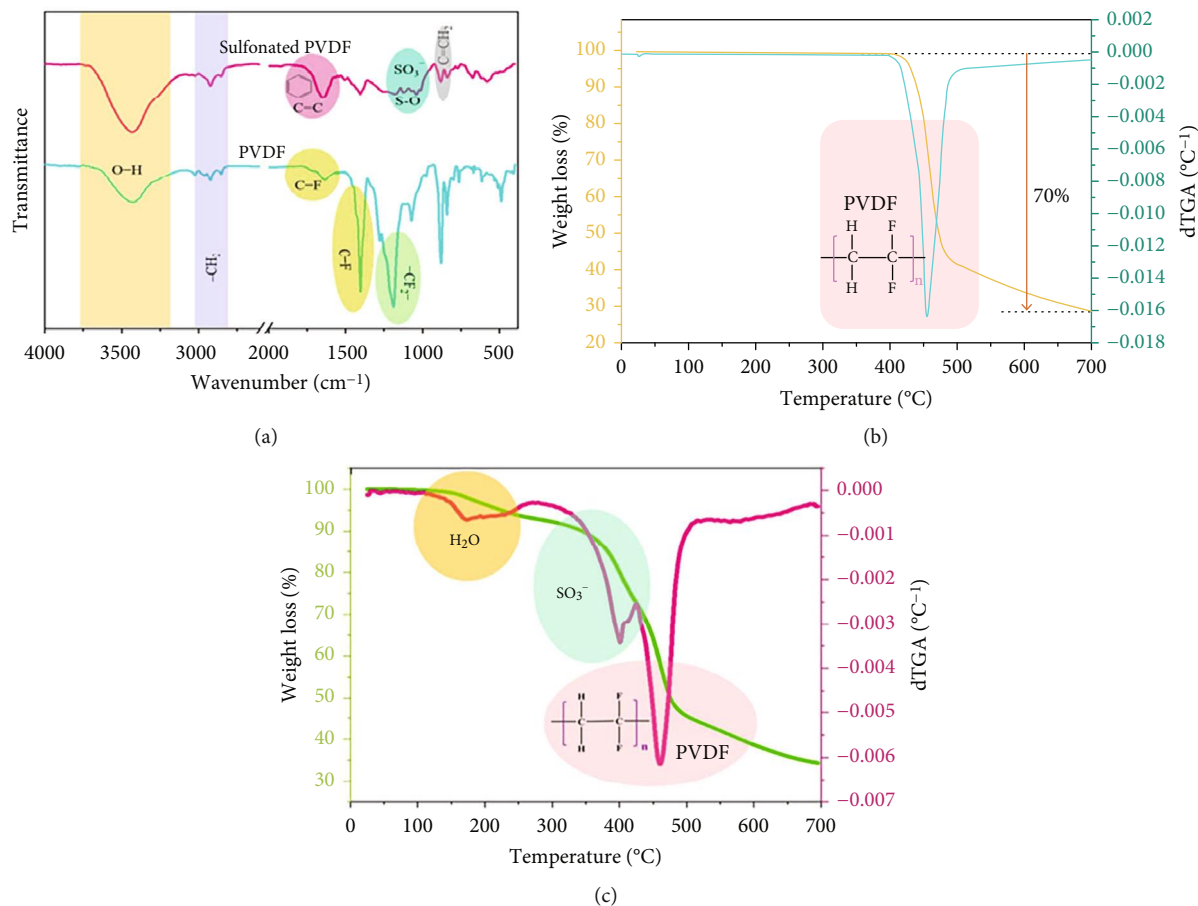 Transmittance
Sulfonated PVDF
C=C
SO₃⁻
S-O
C=CH₂
PVDF
O-H
-CH₂
C-F
C-F
-CF₂-
4000 3500 3000 2000 1500 1000 500
Wavenumber (cm⁻¹)
(a)
Weight loss (%)
100
90
80
70
60
50
40
30
20
0.002
0.000
−0.002
−0.004
−0.006
−0.008
−0.010
−0.012
−0.014
−0.016
−0.018
dTGA (°C⁻¹)
70%
PVDF
H F
C C
H F
n
0 100 200 300 400 500 600 700
Temperature (°C)
(b)
Weight loss (%)
100
90
80
70
60
50
40
30
0.000
−0.001
−0.002
−0.003
−0.004
−0.005
−0.006
−0.007
dTGA (°C⁻¹)
H₂O
SO₃⁻
H F
C C
H F
n
PVDF
0 100 200 300 400 500 600 700
Temperature (°C)
(c)